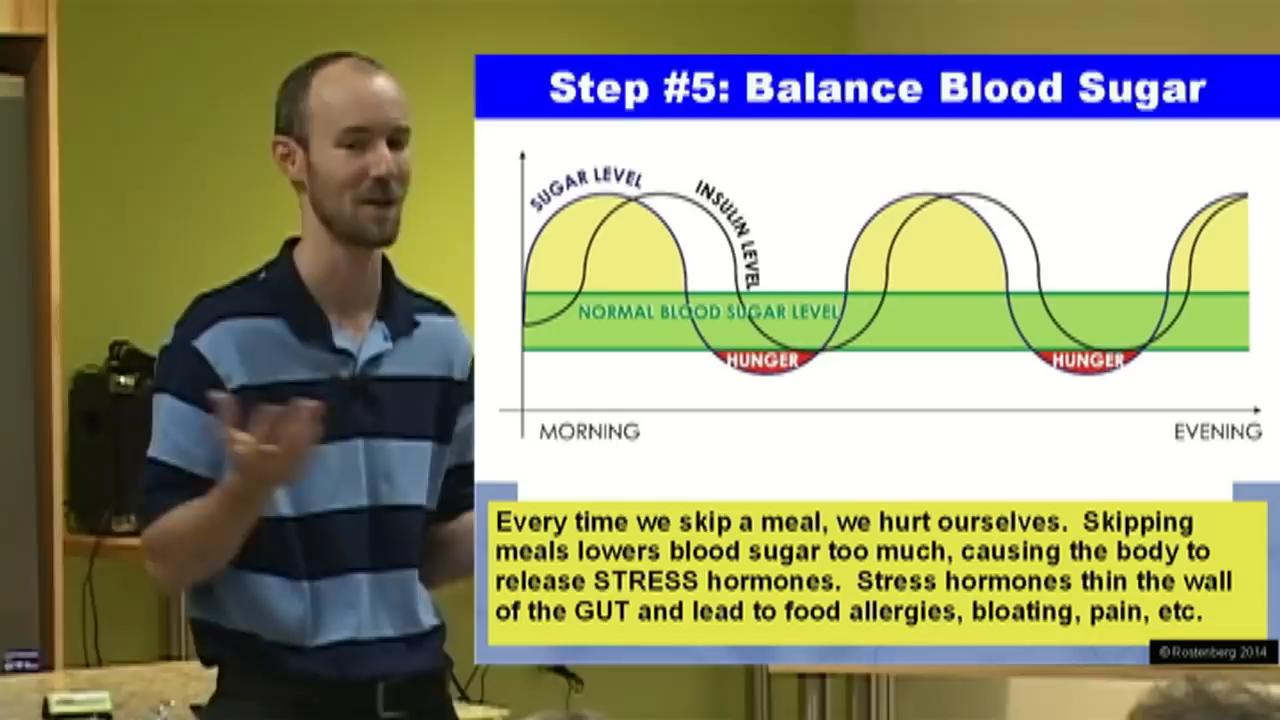 Step #5: Balance Blood Sugar
SUGAR LEVEL
INSULIN LEVEL
NORMAL BLOOD SUGAR LEVEL
HUNGER
HUNGER
MORNING
EVENING
Every time we skip a meal, we hurt ourselves. Skipping
meals lowers blood sugar too much, causing the body to
release STRESS hormones. Stress hormones thin the wall
of the GUT and lead to food allergies, bloating, pain, etc.
© Rostenberg 2014